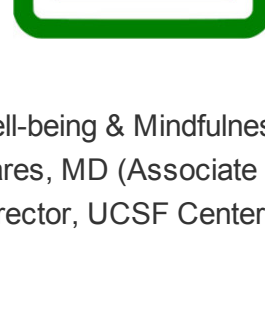 ell-being & Mindfulnes
ares, MD (Associate
rector, UCSF Center